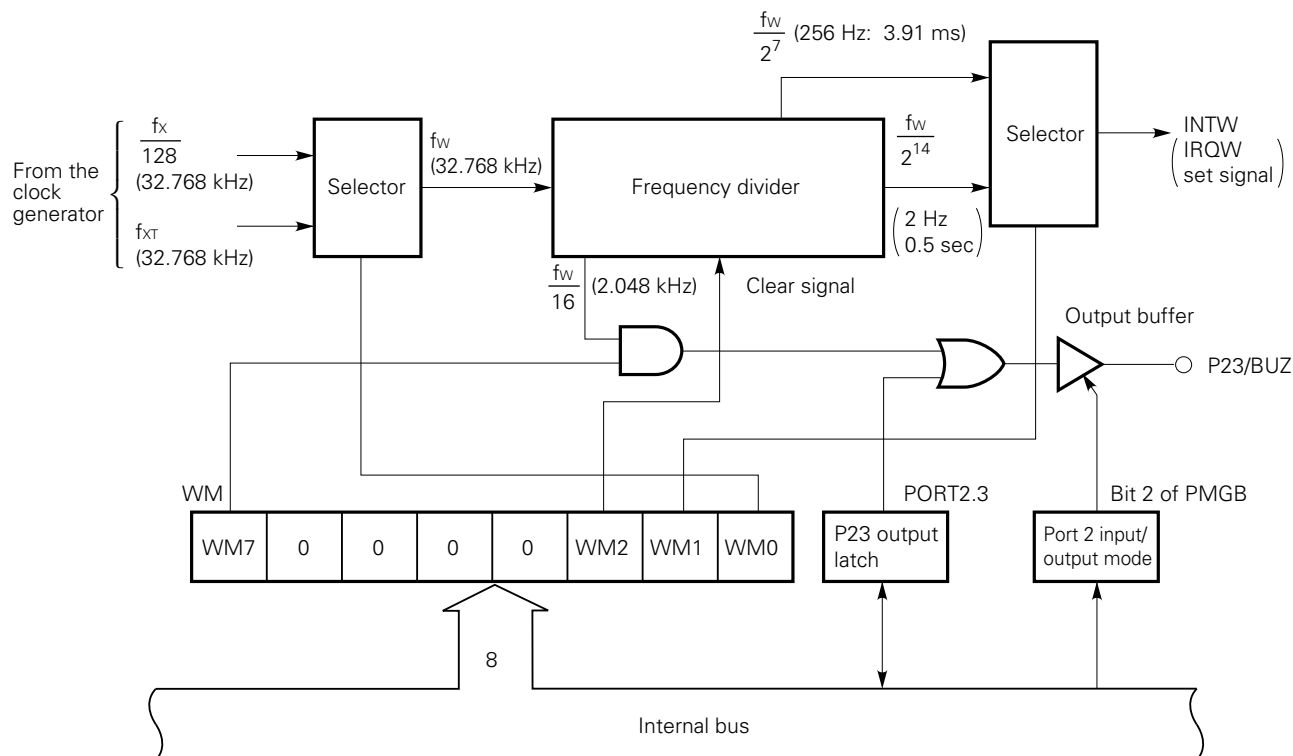 fW
2^7 (256 Hz: 3.91 ms)
From the
clock
generator
fX
128
(32.768 kHz)
fXT
(32.768 kHz)
Selector
fW
(32.768 kHz)
Frequency divider
fW
2^14
(2 Hz
0.5 sec)
Selector
INTW
IRQW
(set signal)
fW
16
(2.048 kHz)
Clear signal
Output buffer
P23/BUZ
WM
PORT2.3
Bit 2 of PMGB
WM7 0 0 0 0 WM2 WM1 WM0
P23 output
latch
Port 2 input/
output mode
8
Internal bus